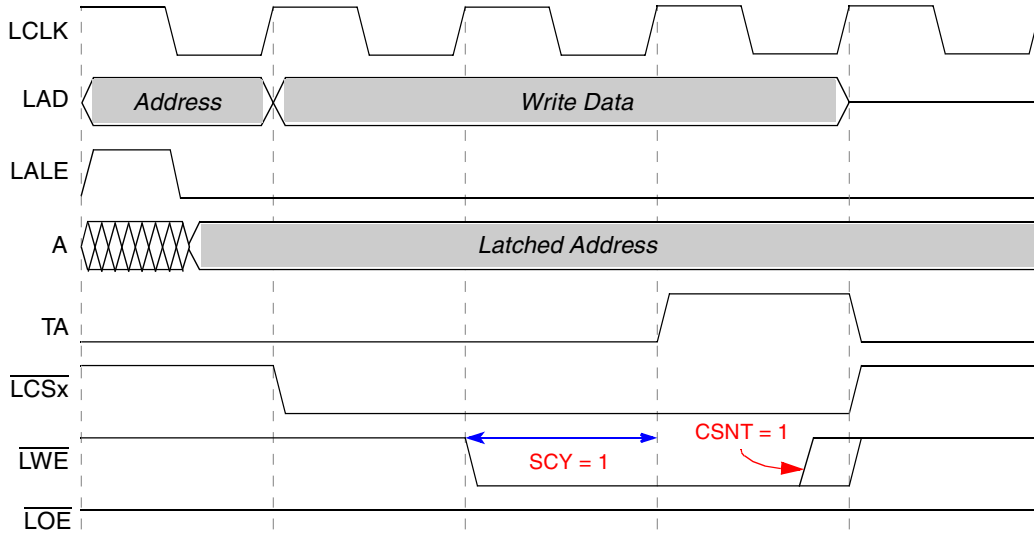 LCLK
LAD
Address
Write Data
LALE
A
Latched Address
TA
LCSx
LWE
SCY = 1
CSNT = 1
LOE